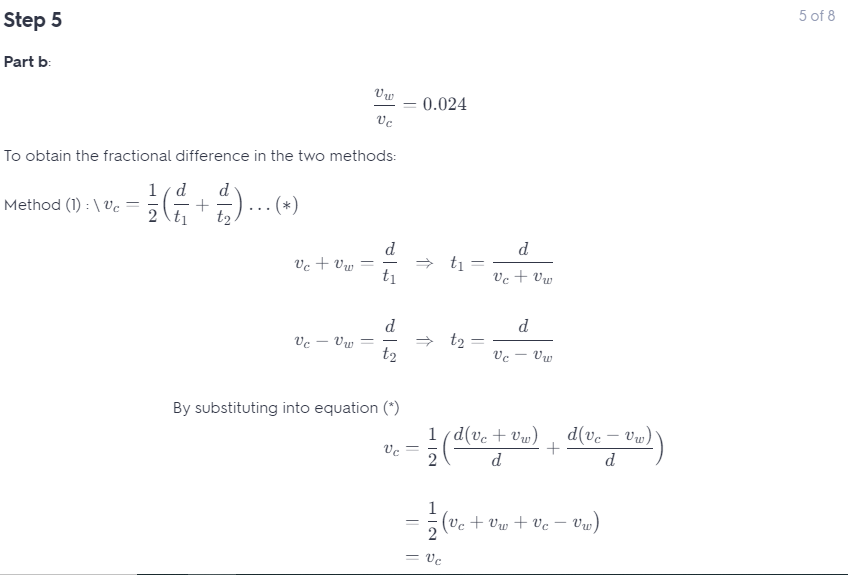 Step 5
5 of 8
Part b:
v_w / v_c = 0.024
To obtain the fractional difference in the two methods:
Method (1) : \ v_c = 1/2 ( d/t_1 + d/t_2 ) ... (*)
v_c + v_w = d/t_1 ⇒ t_1 = d / (v_c + v_w)
v_c − v_w = d/t_2 ⇒ t_2 = d / (v_c − v_w)
By substituting into equation (*)
v_c = 1/2 ( d(v_c + v_w)/d + d(v_c − v_w)/d )
= 1/2 (v_c + v_w + v_c − v_w)
= v_c